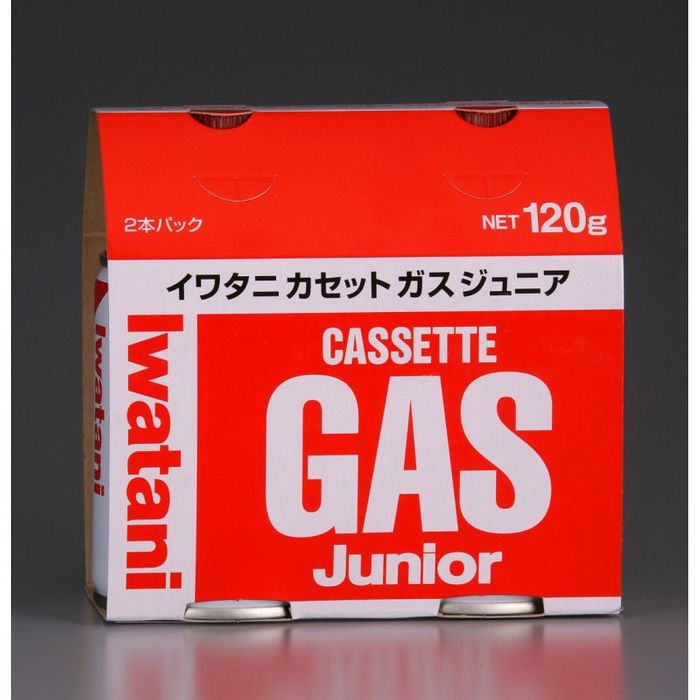 2本パック
NET 120g
イワタニ カセット ガス ジュニア
Iwatani
Iwatani
CASSETTE
GAS
Junior